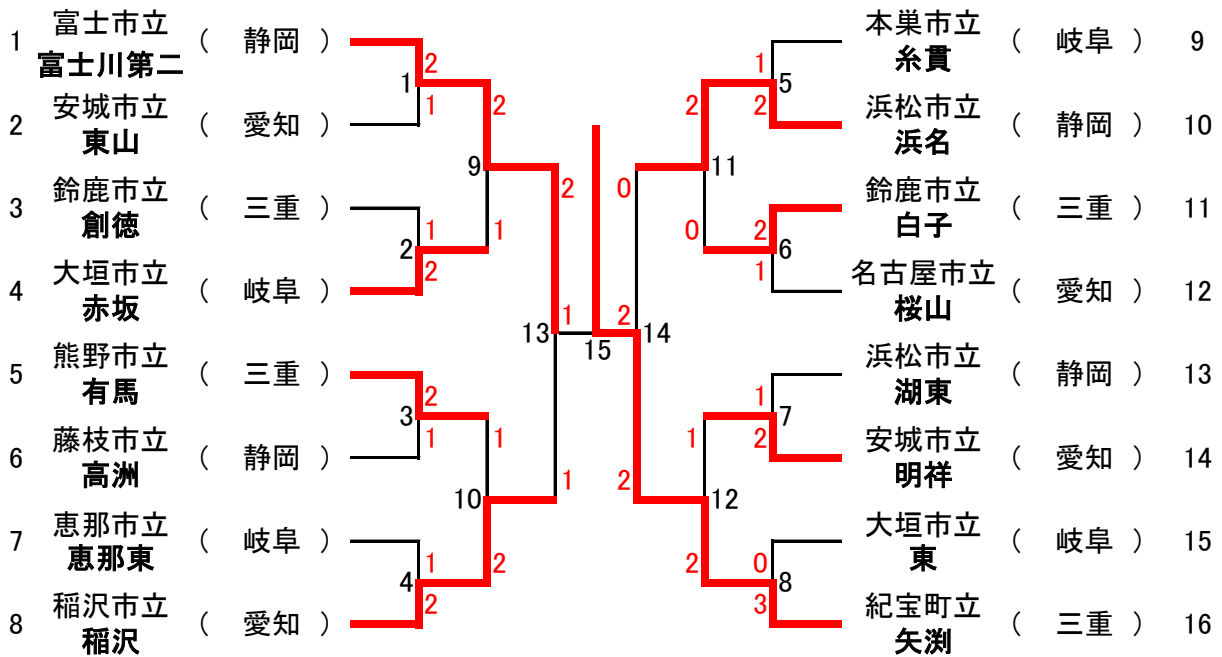 1 富士市立 富士川第二 ( 静岡 )
2 安城市立 東山 ( 愛知 )
3 鈴鹿市立 創徳 ( 三重 )
4 大垣市立 赤坂 ( 岐阜 )
5 熊野市立 有馬 ( 三重 )
6 藤枝市立 高洲 ( 静岡 )
7 恵那市立 恵那東 ( 岐阜 )
8 稲沢市立 稲沢 ( 愛知 )
2
1
1
1
2
2
2
1
3
1
1
4
2
2
9
1
1
10
2
2
13
1
1
15
2
14
0
2
2
11
0
1
12
2
1
5
2
2
6
1
1
7
2
0
8
3
本巣市立 糸貫 ( 岐阜 ) 9
浜松市立 浜名 ( 静岡 ) 10
鈴鹿市立 白子 ( 三重 ) 11
名古屋市立 桜山 ( 愛知 ) 12
浜松市立 湖東 ( 静岡 ) 13
安城市立 明祥 ( 愛知 ) 14
大垣市立 東 ( 岐阜 ) 15
紀宝町立 矢渕 ( 三重 ) 16